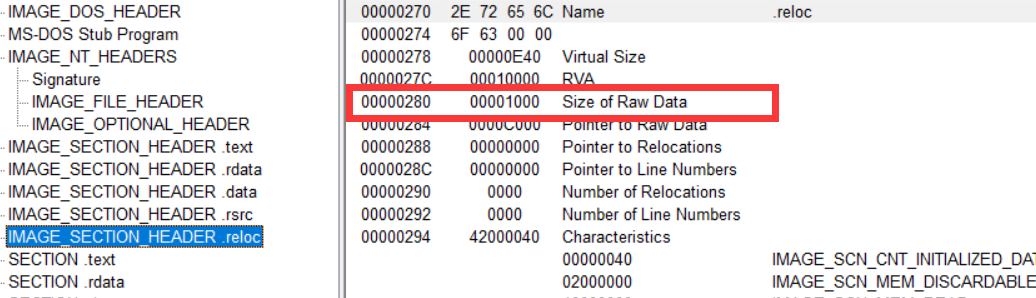 IMAGE_DOS_HEADER
MS-DOS Stub Program
IMAGE_NT_HEADERS
Signature
IMAGE_FILE_HEADER
IMAGE_OPTIONAL_HEADER
IMAGE_SECTION_HEADER .text
IMAGE_SECTION_HEADER .rdata
IMAGE_SECTION_HEADER .data
IMAGE_SECTION_HEADER .rsrc
IMAGE_SECTION_HEADER .reloc
SECTION .text
SECTION .rdata
00000270 2E 72 65 6C Name .reloc
00000274 6F 63 00 00
00000278 00000E40 Virtual Size
0000027C 00010000 RVA
00000280 00001000 Size of Raw Data
00000284 0000C000 Pointer to Raw Data
00000288 00000000 Pointer to Relocations
0000028C 00000000 Pointer to Line Numbers
00000290 0000 Number of Relocations
00000292 0000 Number of Line Numbers
00000294 42000040 Characteristics
00000040 IMAGE_SCN_CNT_INITIALIZED_DAT
02000000 IMAGE_SCN_MEM_DISCARDABLE